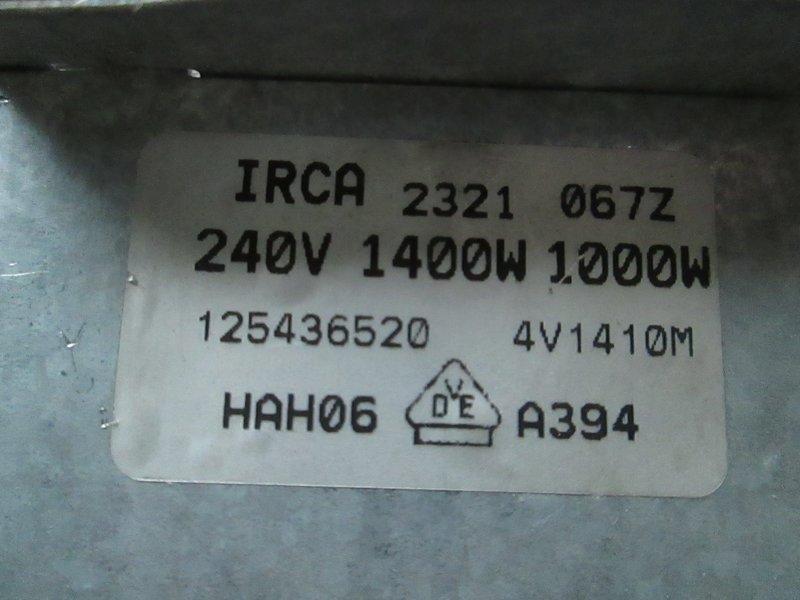 IRCA 2321 067Z
240V 1400W 1000W
125436520 4V1410M
HAH06 VDE A394